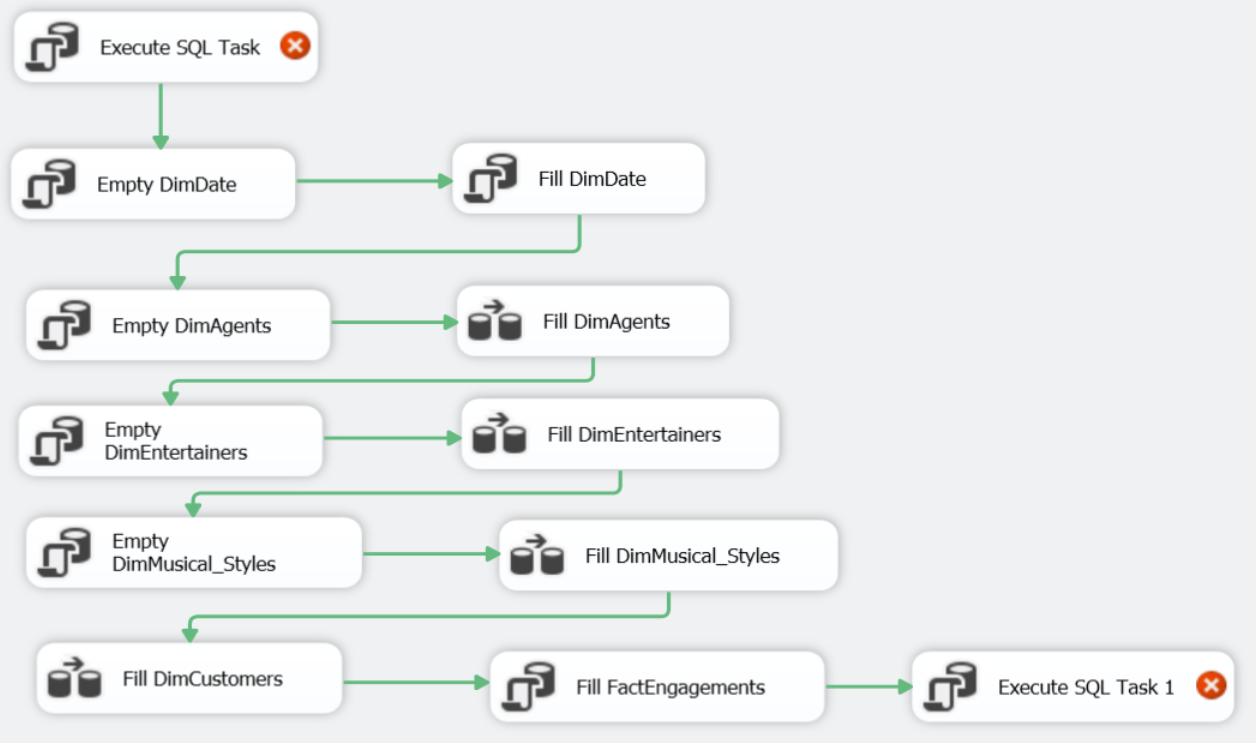 Execute SQL Task
Empty DimDate
Fill DimDate
Empty DimAgents
Fill DimAgents
Empty
DimEntertainers
Fill DimEntertainers
Empty
DimMusical_Styles
Fill DimMusical_Styles
Fill DimCustomers
Fill FactEngagements
Execute SQL Task 1